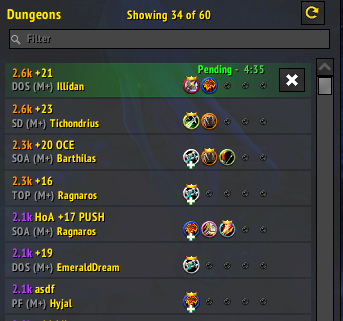 Dungeons Showing 34 of 60
Filter
2.6k +21 Pending - 4:35
DOS (M+) Illidan
2.6k +23
SD (M+) Tichondrius
2.3k +20 OCE
SOA (M+) Barthilas
2.3k +16
TOP (M+) Ragnaros
2.1k HoA +17 PUSH
SOA (M+) Ragnaros
2.1k +19
DOS (M+) EmeraldDream
2.1k asdf
PF (M+) Hyjal